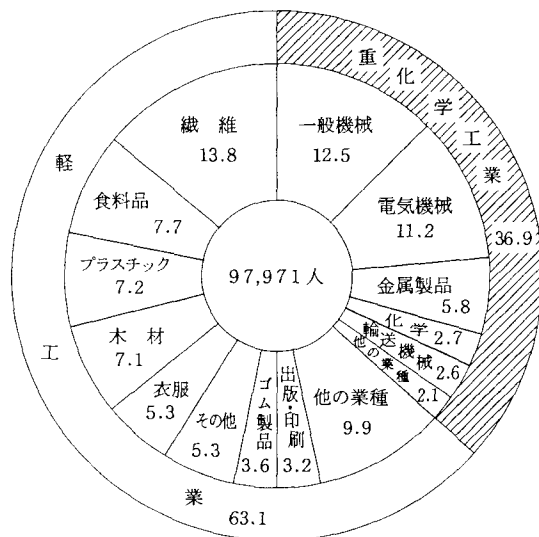 重化学工業
36.9
一般機械
12.5
電気機械
11.2
金属製品
5.8
化学
2.7
輸送機械
2.6
他の業種
2.1
軽工業
63.1
繊維
13.8
食料品
7.7
プラスチック
7.2
木材
7.1
衣服
5.3
その他
5.3
ゴム製品
3.6
出版・印刷
3.2
他の業種
9.9
97,971人